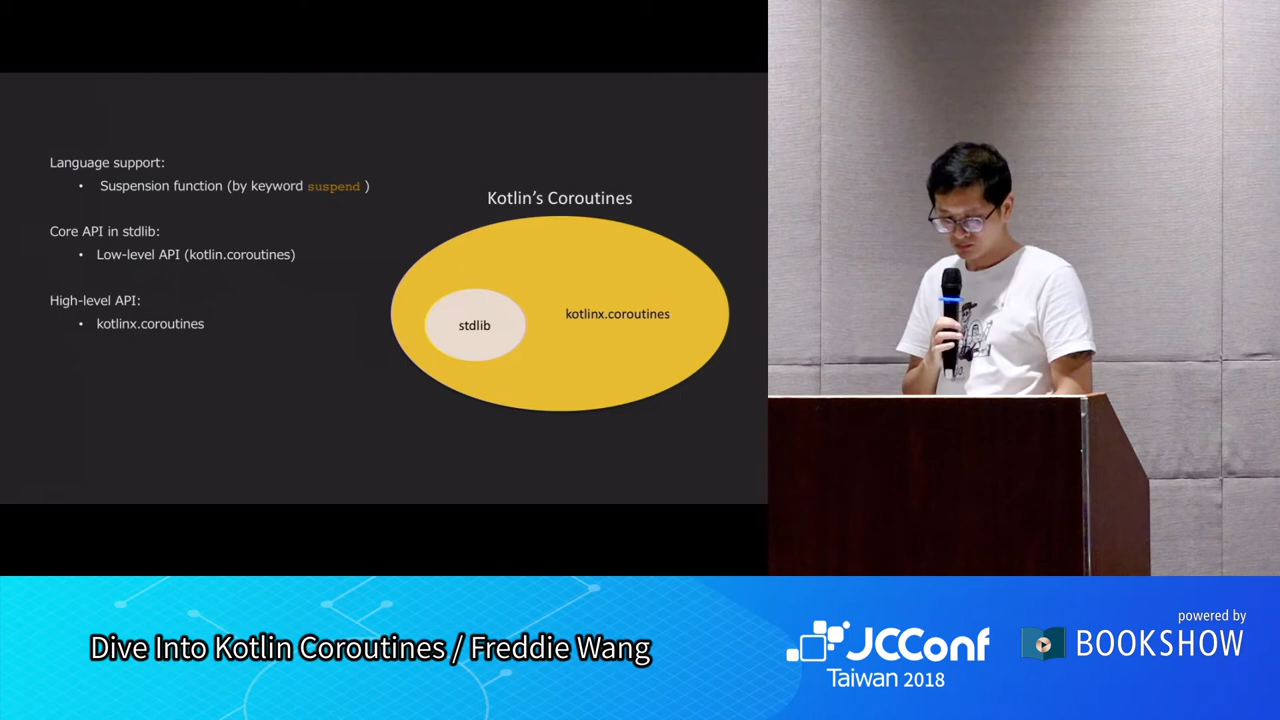 Language support:
• Suspension function (by keyword suspend )
Core API in stdlib:
• Low-level API (kotlin.coroutines)
High-level API:
• kotlinx.coroutines
Kotlin’s Coroutines
stdlib
kotlinx.coroutines
Dive Into Kotlin Coroutines / Freddie Wang
JCConf
Taiwan 2018
powered by
BOOKSHOW